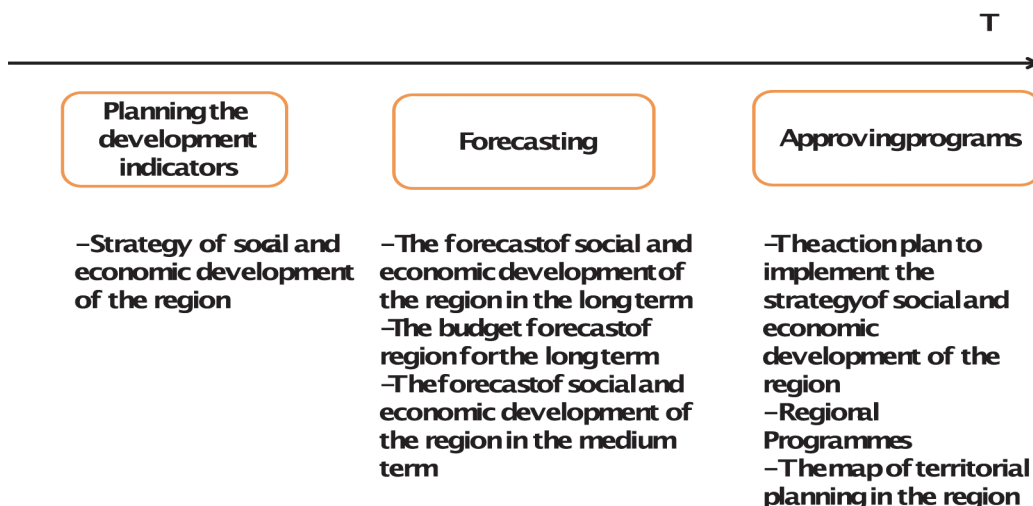 T
Planning the
development
indicators
Forecasting
Approving programs
–Strategy of socail and
economic development
of the region
–The forecast of social and
economic development of
the region in the long term
–The budget forecast of
region for the long term
–The forecast of social and
economic development of
the region in the medium
term
–The action plan to
implement the
strategy of social and
economic
development of the
region
–Regional
Programmes
–The map of territorial
planning in the region